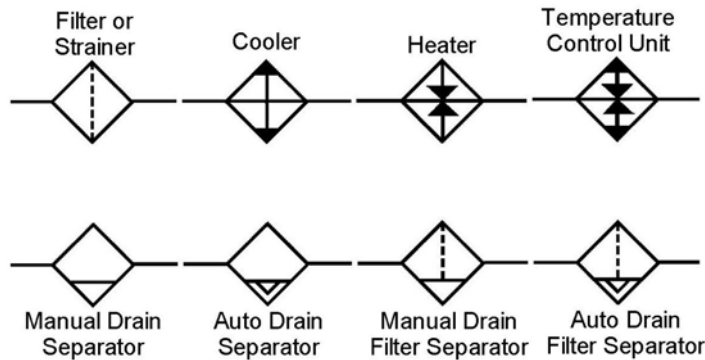 Filter or
Strainer
Cooler
Heater
Temperature
Control Unit
Manual Drain
Separator
Auto Drain
Separator
Manual Drain
Filter Separator
Auto Drain
Filter Separator